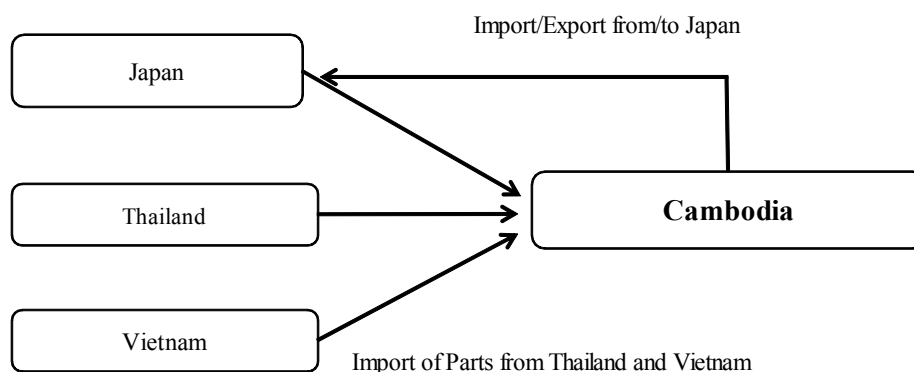 Import/Export from/to Japan
Japan
Thailand
Cambodia
Vietnam
Import of Parts from Thailand and Vietnam